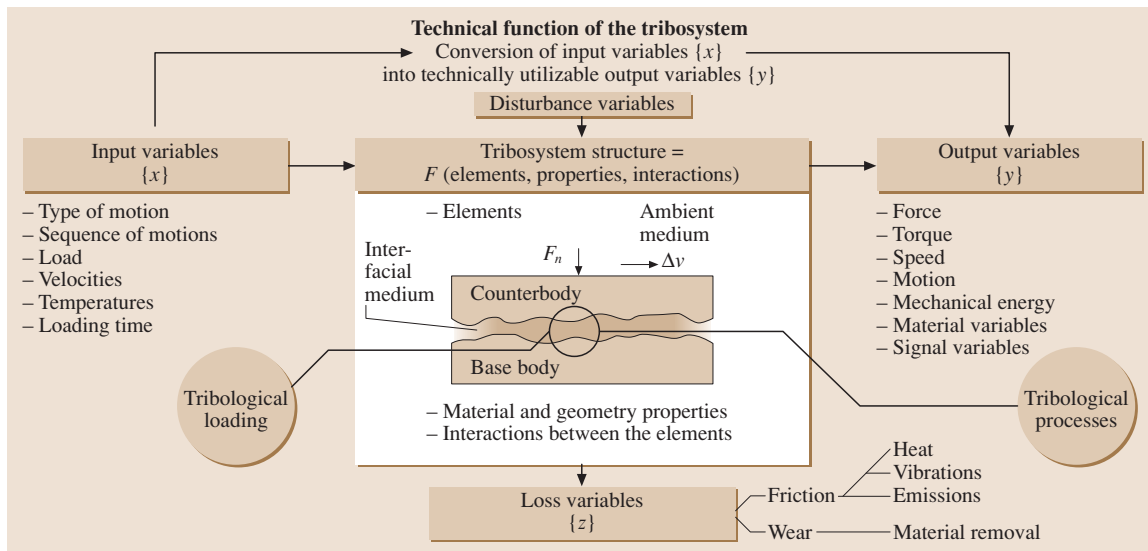 Technical function of the tribosystem
Conversion of input variables {x}
into technically utilizable output variables {y}
Disturbance variables
Input variables
{x}
– Type of motion
– Sequence of motions
– Load
– Velocities
– Temperatures
– Loading time
Tribosystem structure =
F (elements, properties, interactions)
– Elements
Ambient
medium
Inter-
facial
medium
Fₙ
Δv
Counterbody
Base body
– Material and geometry properties
– Interactions between the elements
Output variables
{y}
– Force
– Torque
– Speed
– Motion
– Mechanical energy
– Material variables
– Signal variables
Tribological
loading
Tribological
processes
Loss variables
{z}
Friction
Heat
Vibrations
Emissions
Wear
Material removal